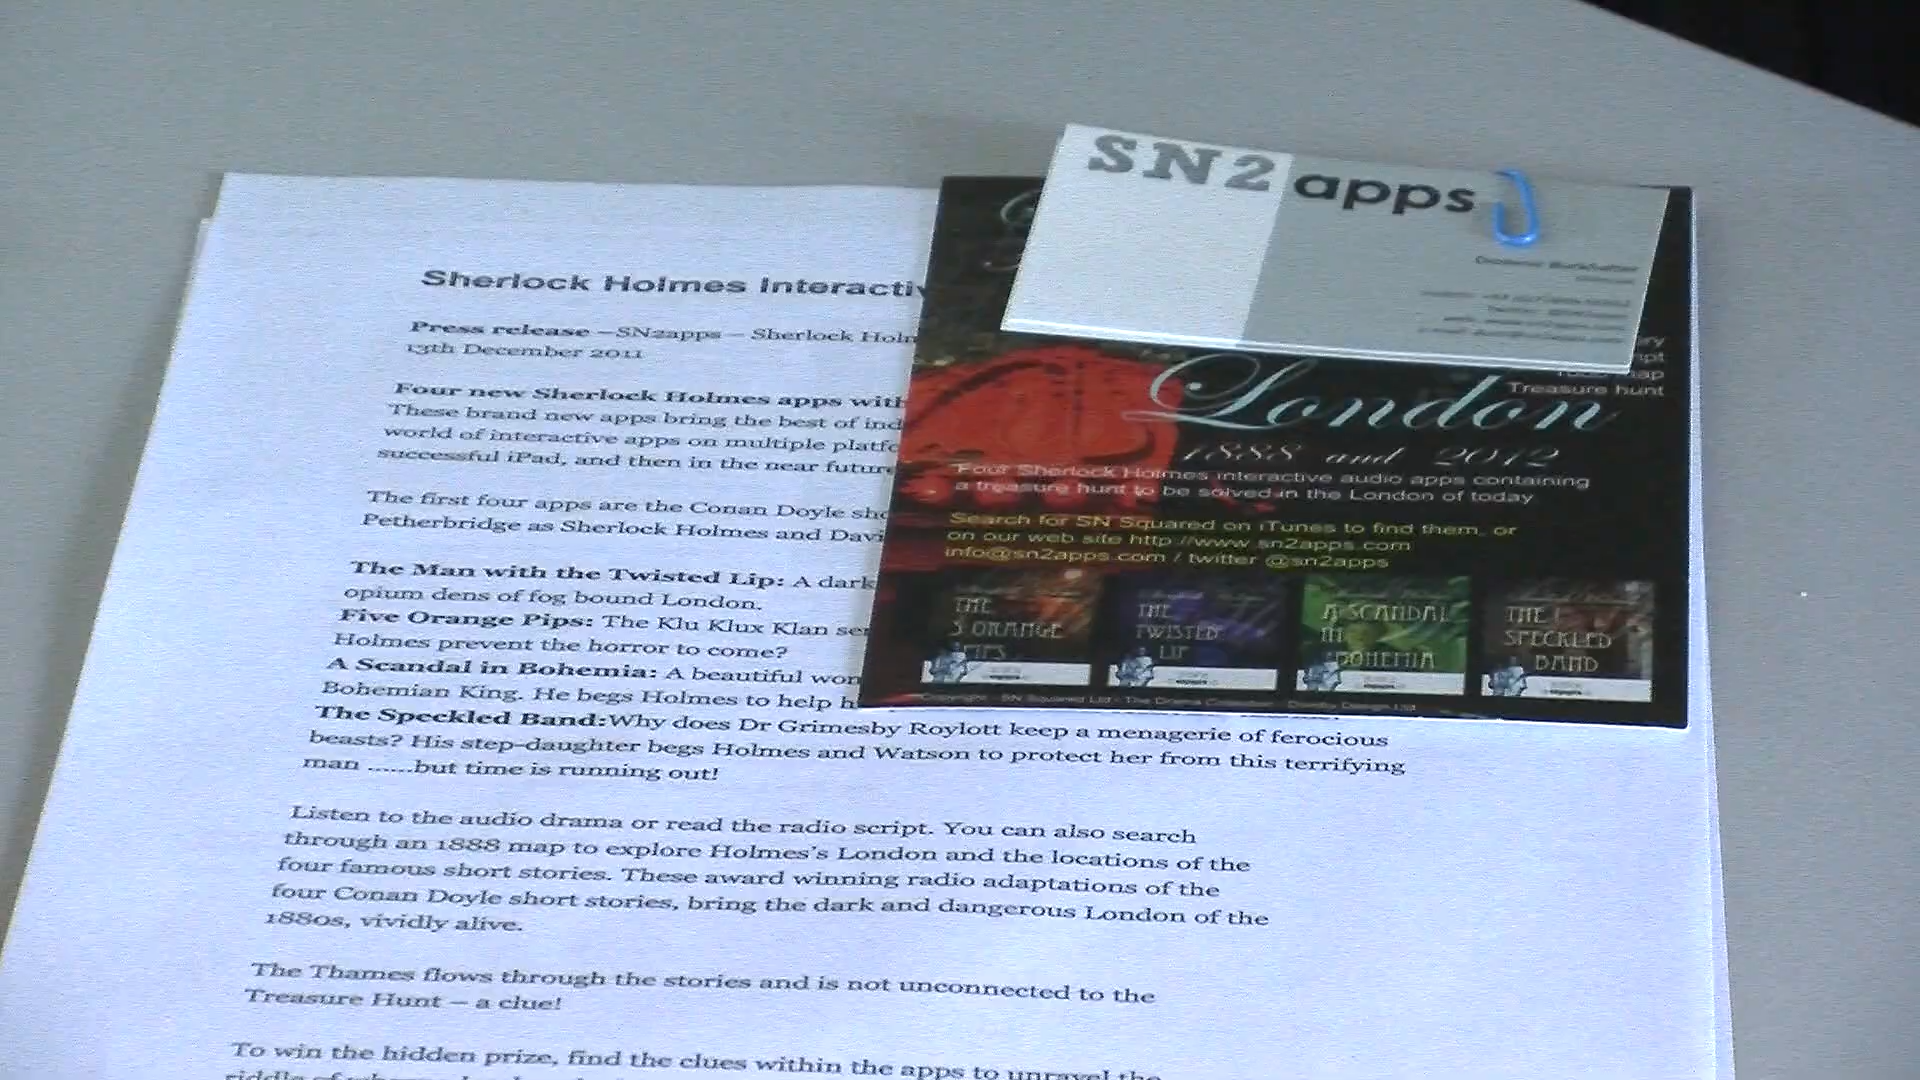 Sherlock Holmes
Press release – SN2apps – Sherlock
13th December 2011
Four new Sherlock Holmes apps with
These brand new apps bring the best of
world of interactive apps on multiple
successful iPad, and then in the near future
The first four apps are the Conan Doyle
Petherbridge as Sherlock Holmes and
The Man with the Twisted Lip: A dark
opium dens of fog bound London.
Five Orange Pips: The Klu Klux Klan
Holmes prevent the horror to come?
A Scandal in Bohemia: A beautiful
Bohemian King. He begs Holmes to help
The Speckled Band:Why does Dr Grimesby Roylott keep a menagerie of ferocious
beasts? His step-daughter begs Holmes and Watson to protect her from this terrifying
man ......but time is running out!
Listen to the audio drama or read the radio script. You can also search
through an 1888 map to explore Holmes's London and the locations of the
four famous short stories. These award winning radio adaptations of the
four Conan Doyle short stories, bring the dark and dangerous London of the
1880s, vividly alive.
The Thames flows through the stories and is not unconnected to the
Treasure Hunt – a clue!
To win the hidden prize, find the clues within the apps to unravel the
SN2 apps
Treasure hunt
London
1888 and 2012
Four Sherlock Holmes interactive audio apps containing
a treasure hunt to be solved in the London of today
Search for SN Squared on iTunes to find them, or
on our web site http://www.sn2apps.com
info@sn2apps.com / twitter @sn2apps
THE
5 ORANGE
PIPS
THE
TWISTED
LIP
A SCANDAL
IN
BOHEMIA
THE
SPECKLED
BAND